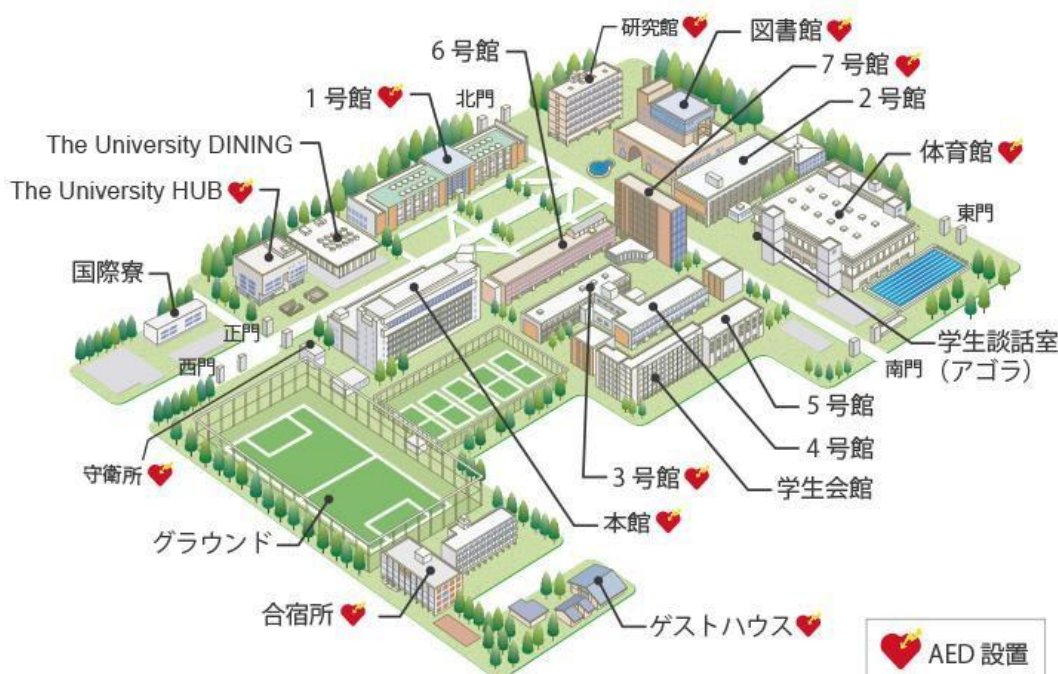 研究館
図書館
6号館
7号館
1号館
北門
2号館
The University DINING
体育館
The University HUB
東門
国際寮
正門
西門
学生談話室
（アゴラ）
南門
5号館
4号館
守衛所
3号館
学生会館
本館
グラウンド
合宿所
ゲストハウス
AED 設置